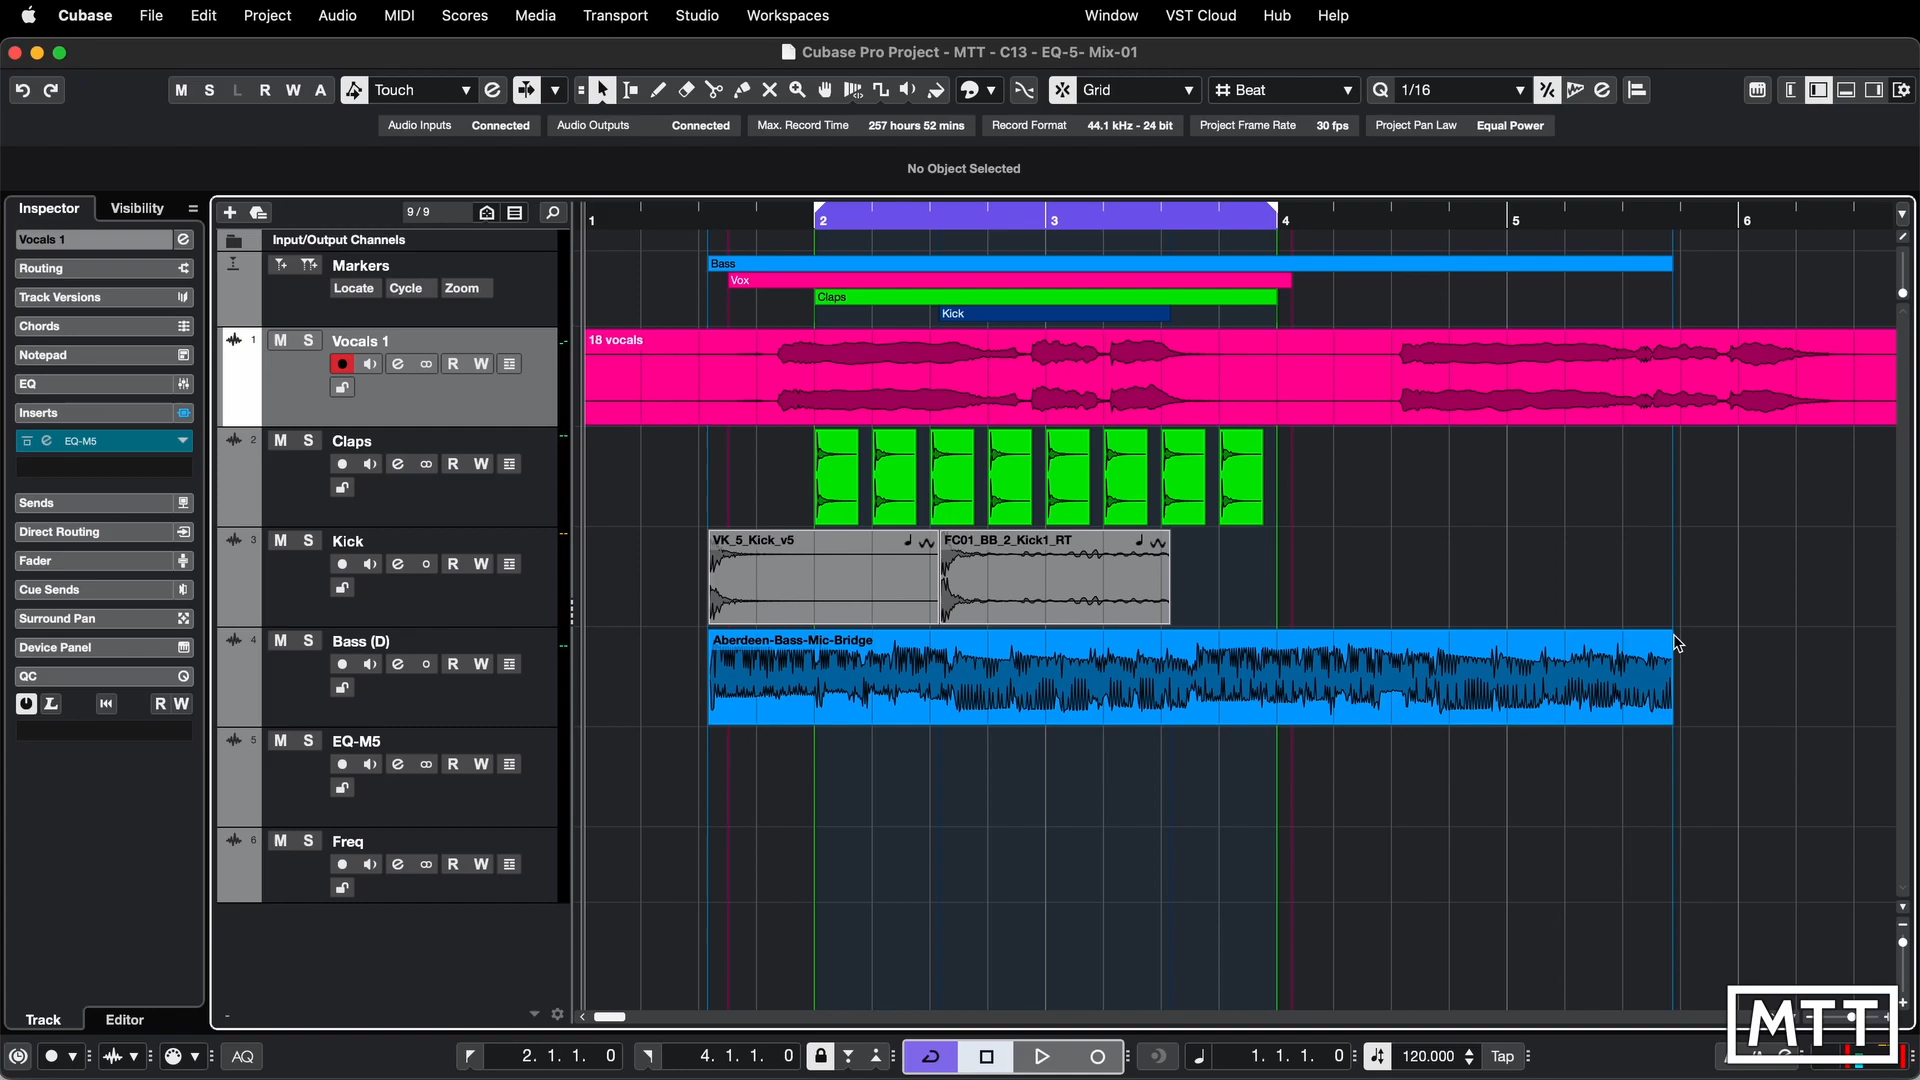 Cubase File Edit Project Audio MIDI Scores Media Transport Studio Workspaces Window VST Cloud Hub Help
Cubase Pro Project - MTT - C13 - EQ-5- Mix-01
M S L R W A Touch Grid Beat 1/16
Audio Inputs Connected Audio Outputs Connected Max. Record Time 257 hours 52 mins Record Format 44.1 kHz - 24 bit Project Frame Rate 30 fps Project Pan Law Equal Power
No Object Selected
Inspector Visibility
9 / 9
1 2 3 4 5 6
Vocals 1
Input/Output Channels
Routing
Markers
Locate Cycle Zoom
Bass
Vox
Claps
Kick
Track Versions
Chords
Notepad
EQ
Inserts
EQ-M5
Sends
Direct Routing
Fader
Cue Sends
Surround Pan
Device Panel
QC
L R W
1 M S Vocals 1
R W
18 vocals
2 M S Claps
R W
3 M S Kick
R W
VK_5_Kick_v5 FC01_BB_2_Kick1_RT
4 M S Bass (D)
R W
Aberdeen-Bass-Mic-Bridge
5 M S EQ-M5
R W
6 M S Freq
R W
Track Editor
MTT
AQ 2. 1. 1. 0 4. 1. 1. 0 1. 1. 1. 0 120.000 Tap